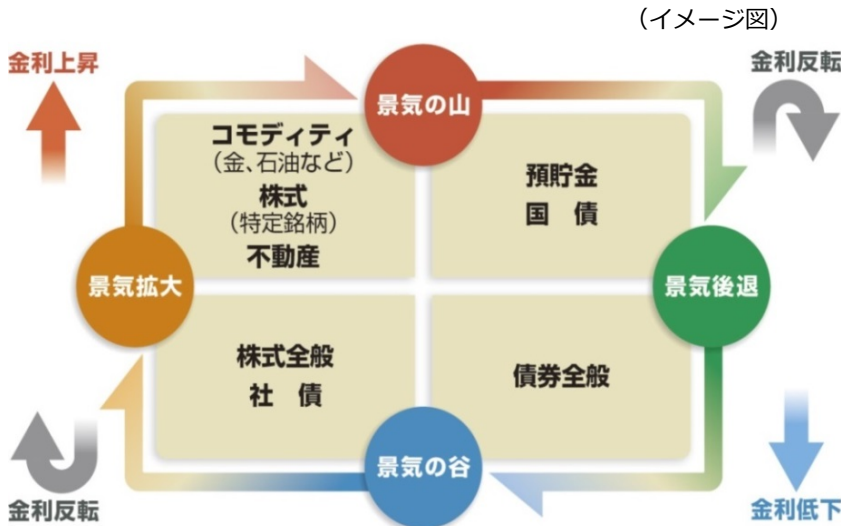 （イメージ図）
金利上昇
金利反転
景気の山
コモディティ
（金、石油など）
株式
（特定銘柄）
不動産
預貯金
国　債
景気拡大
景気後退
株式全般
社　債
債券全般
景気の谷
金利反転
金利低下